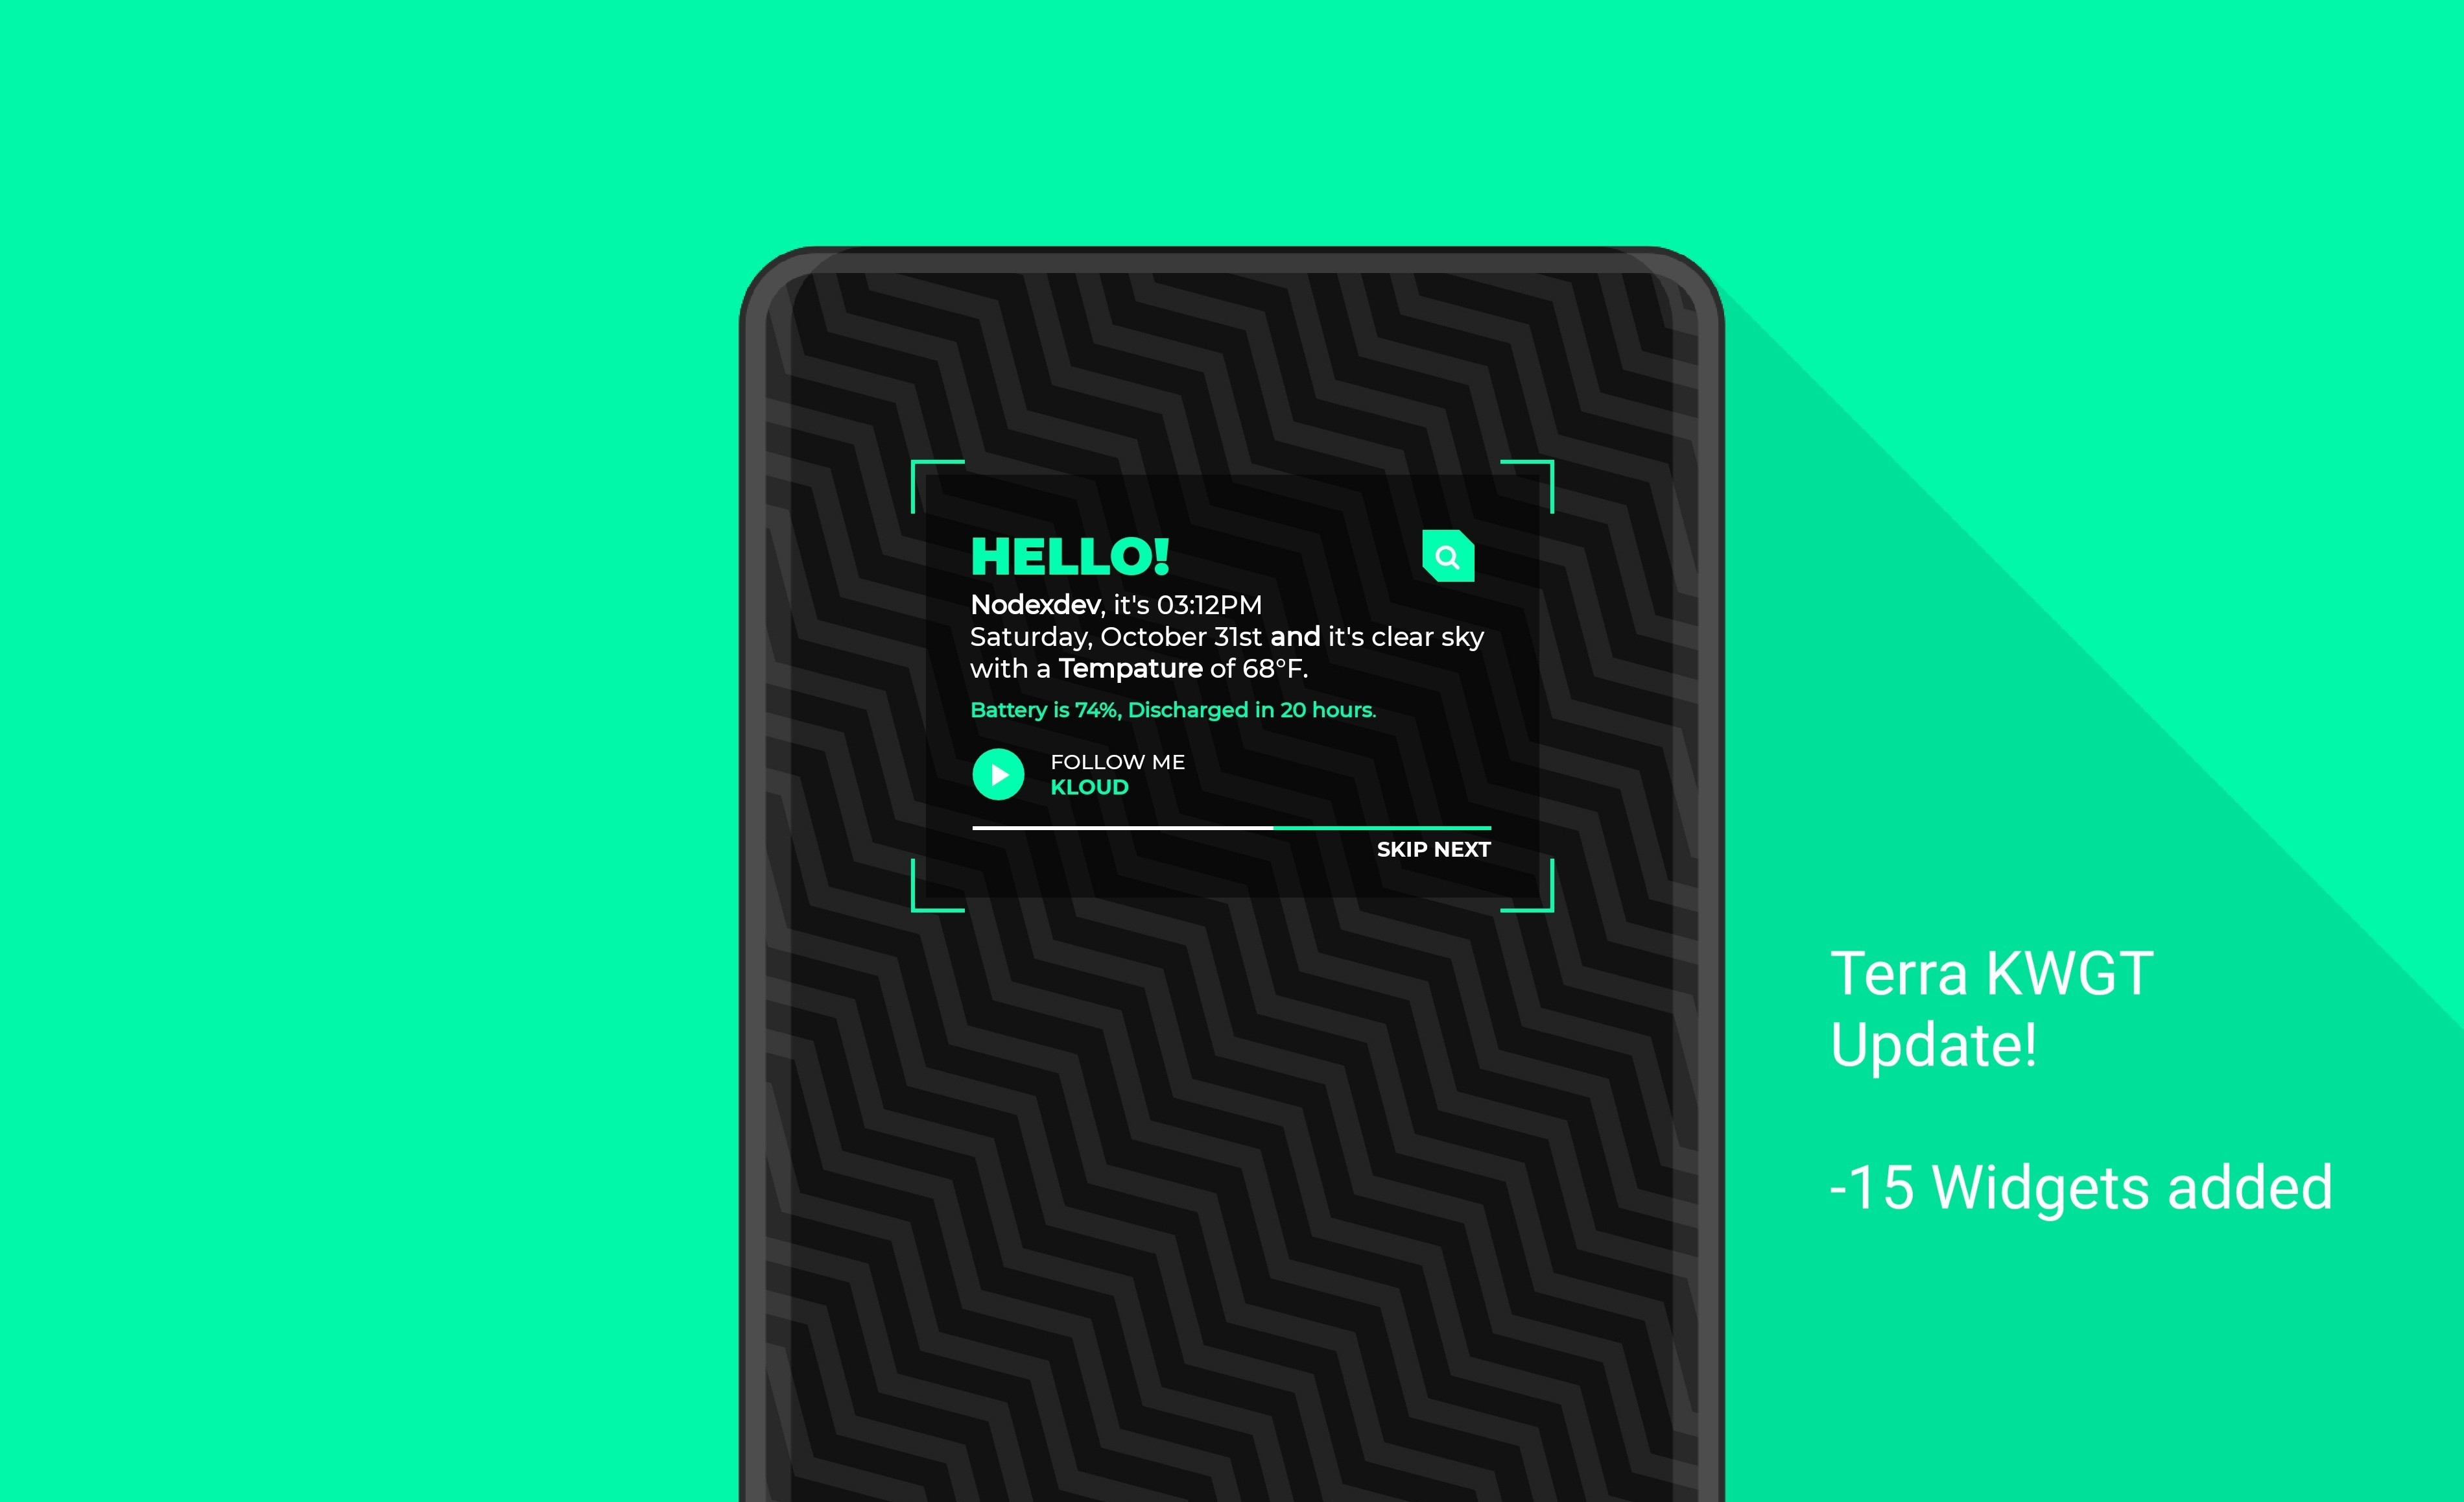 HELLO!
Nodexdev, it's 03:12PM
Saturday, October 31st and it's clear sky
with a Tempature of 68°F.
Battery is 74%, Discharged in 20 hours.
FOLLOW ME
KLOUD
SKIP NEXT
Terra KWGT
Update!
-15 Widgets added